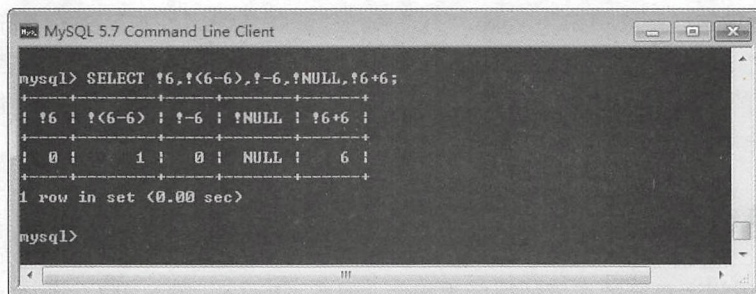 MySQL 5.7 Command Line Client
mysql> SELECT !6,!(6-6),!-6,!NULL,!6+6;
+----+--------+-----+-------+------+
| !6 | !(6-6) | !-6 | !NULL | !6+6 |
+----+--------+-----+-------+------+
| 0 | 1 | 0 | NULL | 6 |
+----+--------+-----+-------+------+
1 row in set (0.00 sec)
mysql>